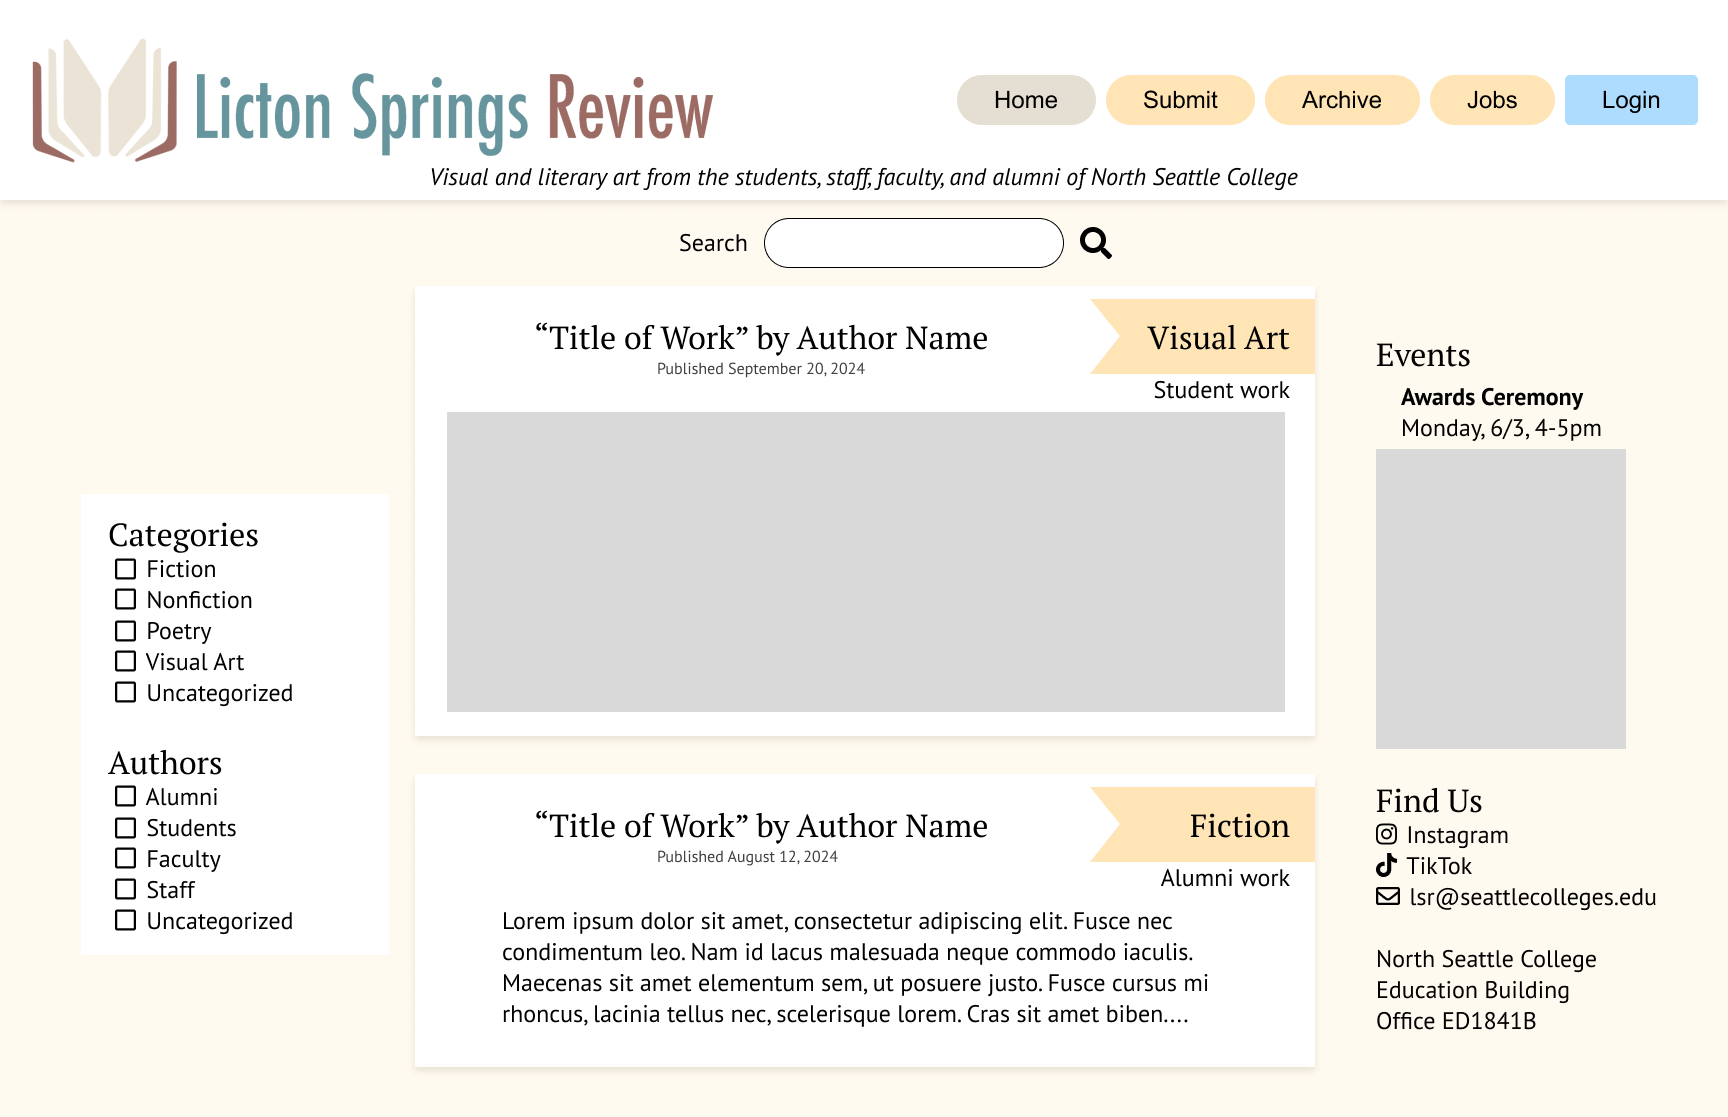 Licton Springs Review
Home
Submit
Archive
Jobs
Login
Visual and literary art from the students, staff, faculty, and alumni of North Seattle College
Search
Categories
Fiction
Nonfiction
Poetry
Visual Art
Uncategorized
Authors
Alumni
Students
Faculty
Staff
Uncategorized
“Title of Work” by Author Name
Published September 20, 2024
Visual Art
Student work
“Title of Work” by Author Name
Published August 12, 2024
Fiction
Alumni work
Lorem ipsum dolor sit amet, consectetur adipiscing elit. Fusce nec
condimentum leo. Nam id lacus malesuada neque commodo iaculis.
Maecenas sit amet elementum sem, ut posuere justo. Fusce cursus mi
rhoncus, lacinia tellus nec, scelerisque lorem. Cras sit amet biben....
Events
Awards Ceremony
Monday, 6/3, 4-5pm
Find Us
Instagram
TikTok
lsr@seattlecolleges.edu
North Seattle College
Education Building
Office ED1841B